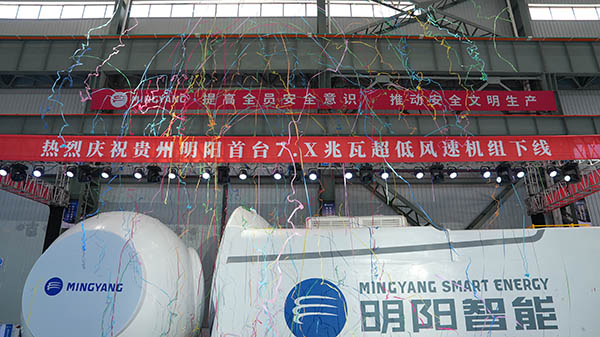 MINGYANG 提高全员安全意识 推动安全文明生产
热烈庆祝贵州明阳首台7.X兆瓦超低风速机组下线
MINGYANG
MINGYANG SMART ENERGY
明阳智能